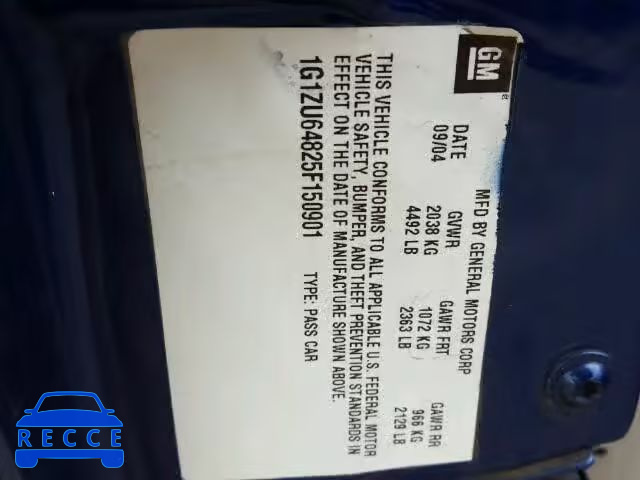 GM
MFD BY GENERAL MOTORS CORP
DATE GVWR GAWR FRT GAWR RR
09/04 2038 KG 1072 KG 966 KG
4492 LB 2363 LB 2129 LB
THIS VEHICLE CONFORMS TO ALL APPLICABLE U.S. FEDERAL MOTOR
VEHICLE SAFETY, BUMPER, AND THEFT PREVENTION STANDARDS IN
EFFECT ON THE DATE OF MANUFACTURE SHOWN ABOVE.
1G1ZU64825F150901 TYPE: PASS CAR
RECCE